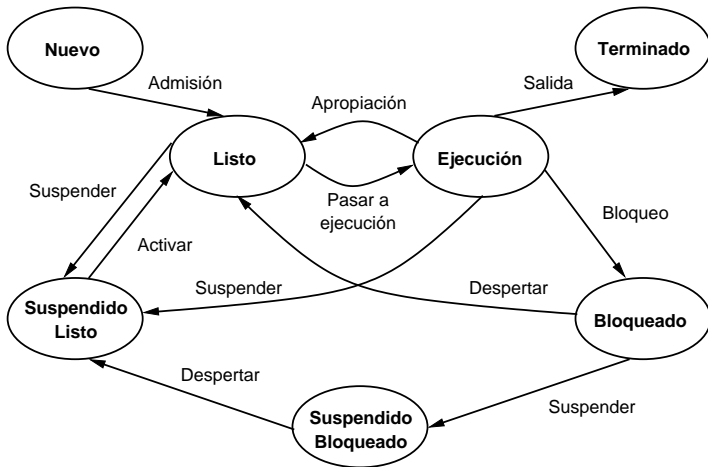 Nuevo
Terminado
Admisión
Salida
Apropiación
Listo
Ejecución
Suspender
Pasar a
ejecución
Bloqueo
Activar
Suspender
Despertar
Suspendido
Listo
Bloqueado
Despertar
Suspendido
Bloqueado
Suspender